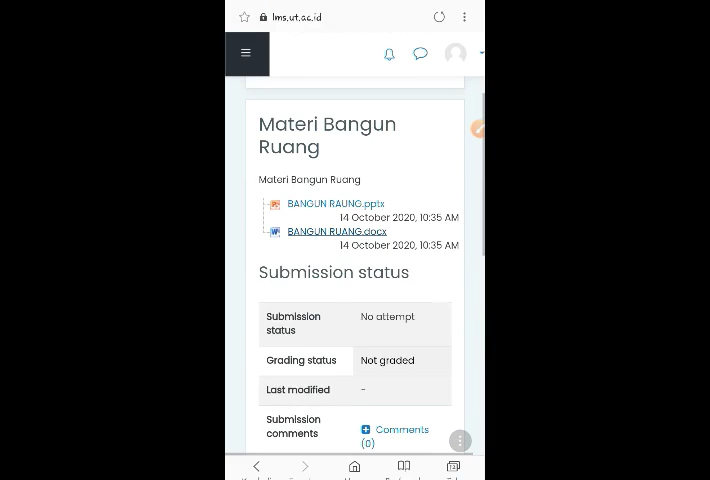 lms.ut.ac.id
Materi Bangun
Ruang
Materi Bangun Ruang
BANGUN RAUNG.pptx
14 October 2020, 10:35 AM
BANGUN RUANG.docx
14 October 2020, 10:35 AM
Submission status
Submission status No attempt
Grading status Not graded
Last modified -
Submission comments Comments (0)